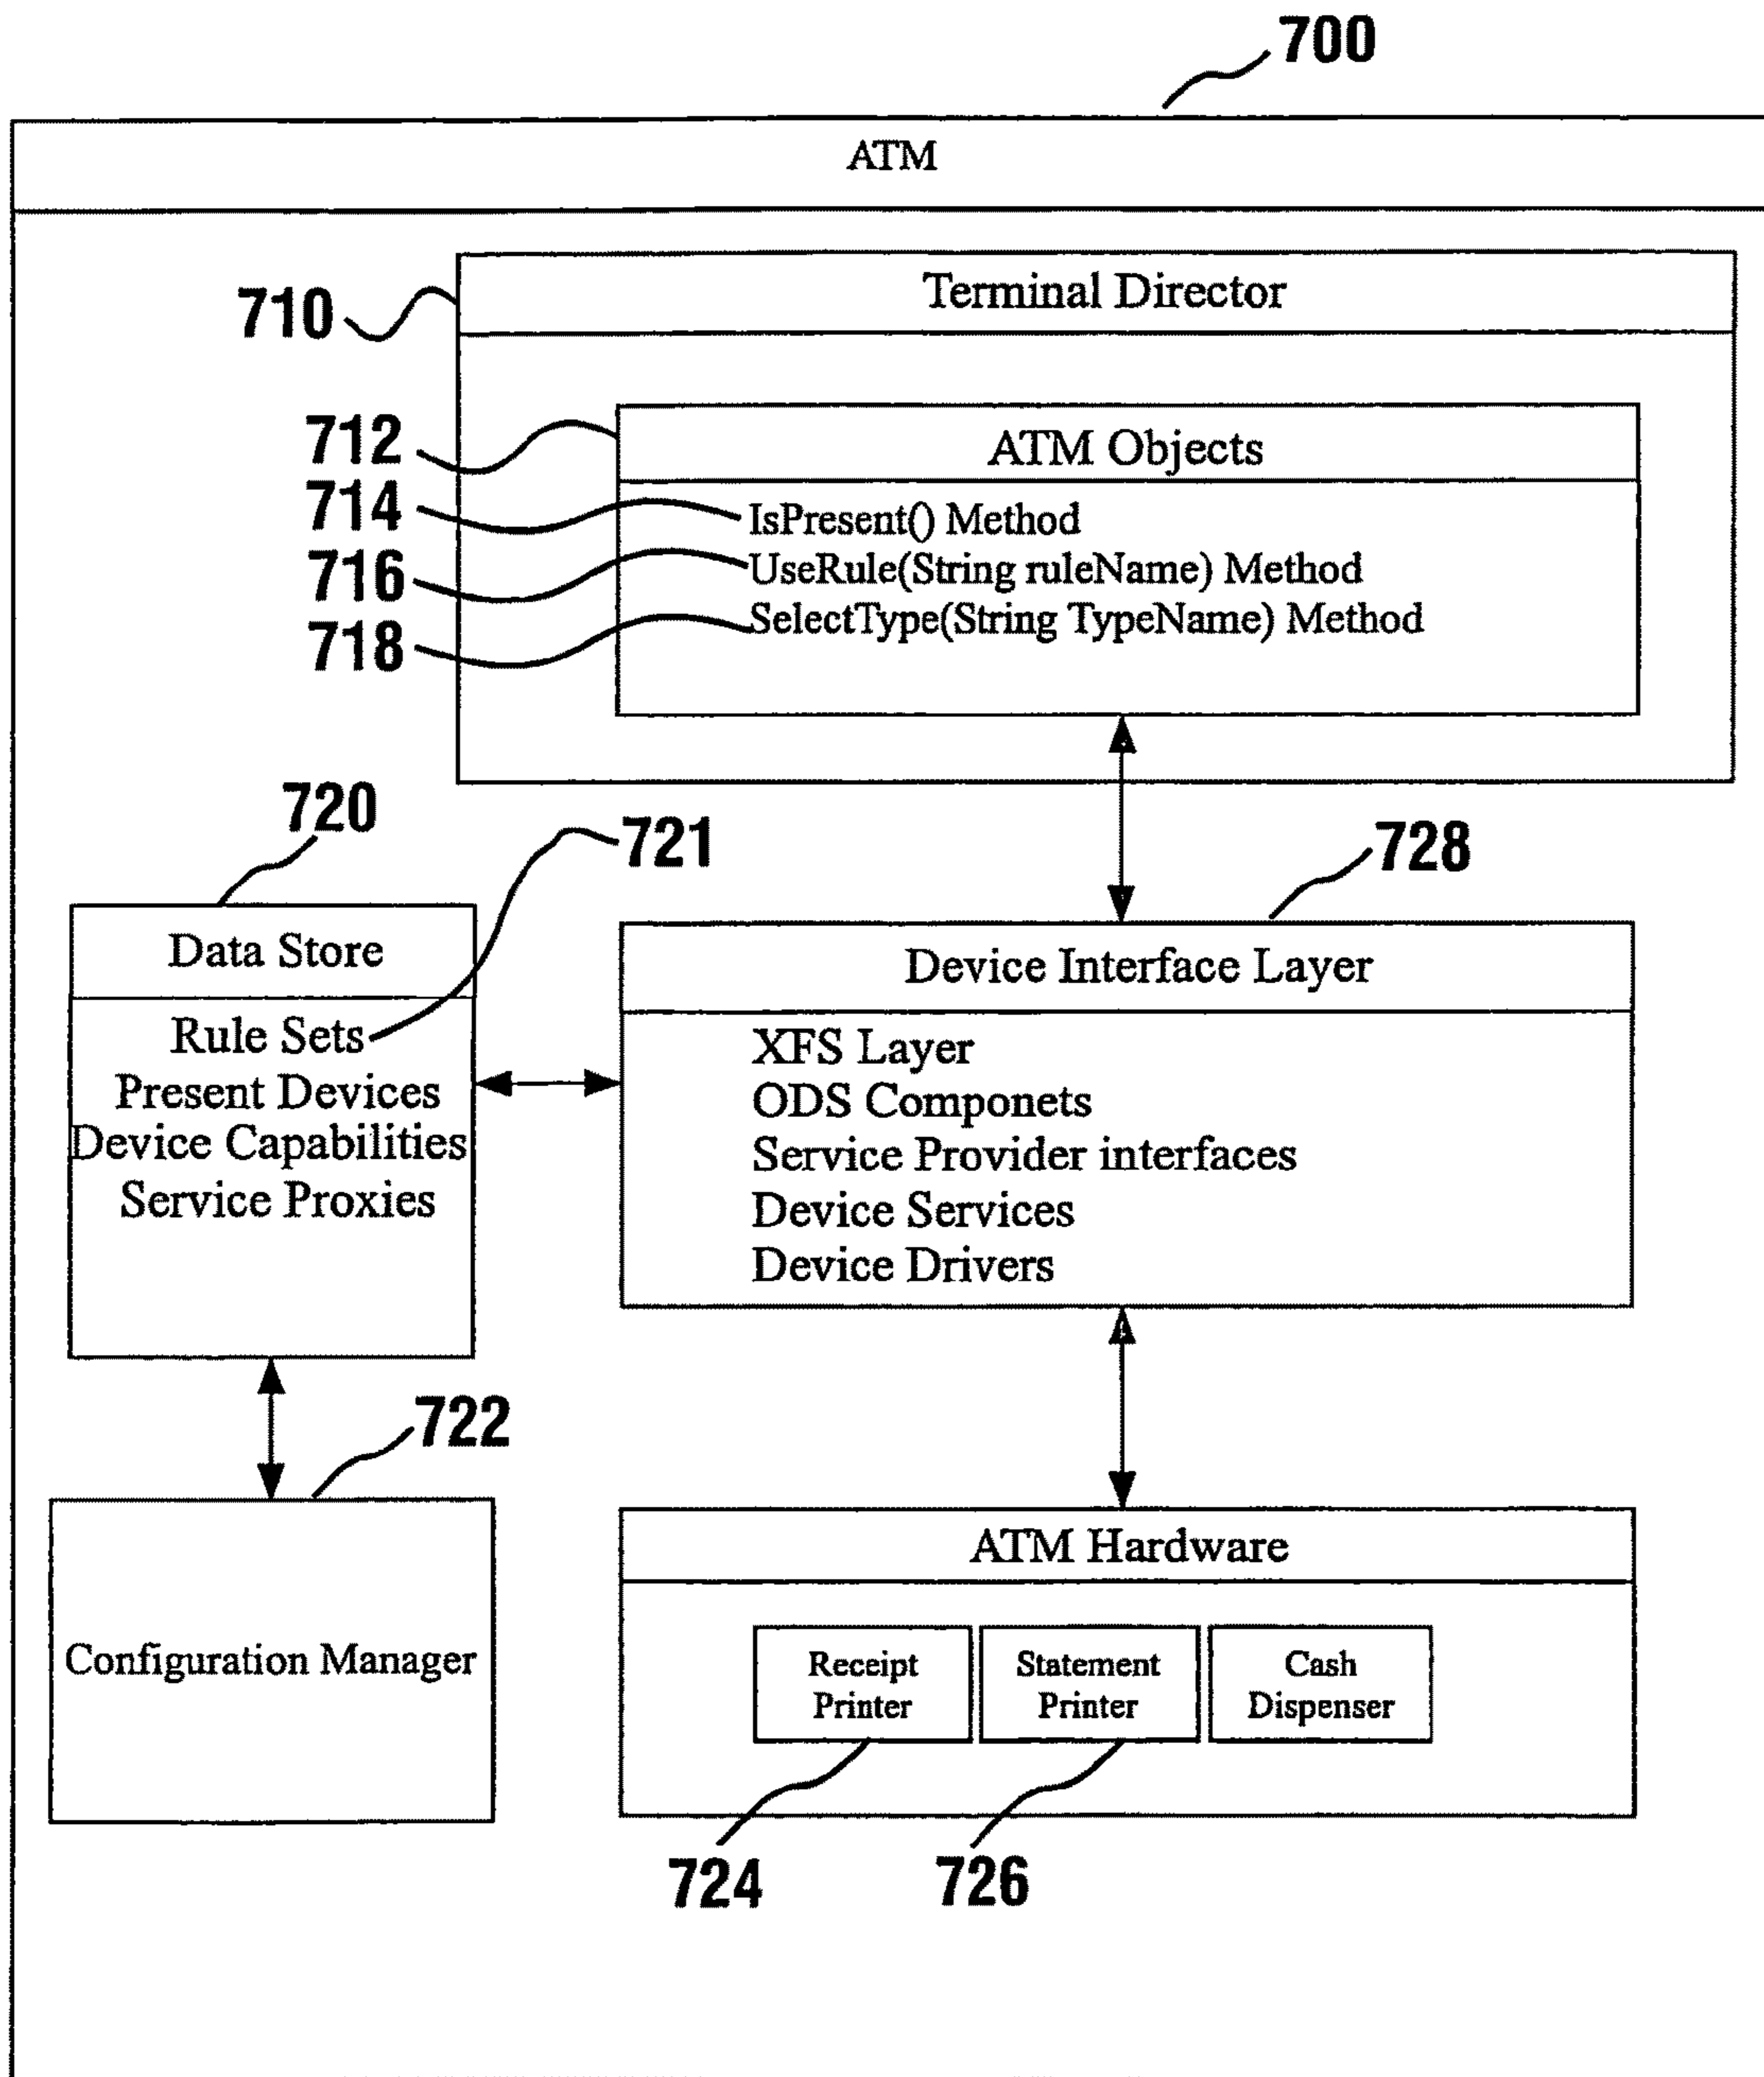 700
ATM
710
Terminal Director
712
ATM Objects
714
IsPresent() Method
716
UseRule(String ruleName) Method
718
SelectType(String TypeName) Method
720
721
728
Data Store
Rule Sets
Present Devices
Device Capabilities
Service Proxies
Device Interface Layer
XFS Layer
ODS Componets
Service Provider interfaces
Device Services
Device Drivers
722
Configuration Manager
ATM Hardware
Receipt
Printer
Statement
Printer
Cash
Dispenser
724
726